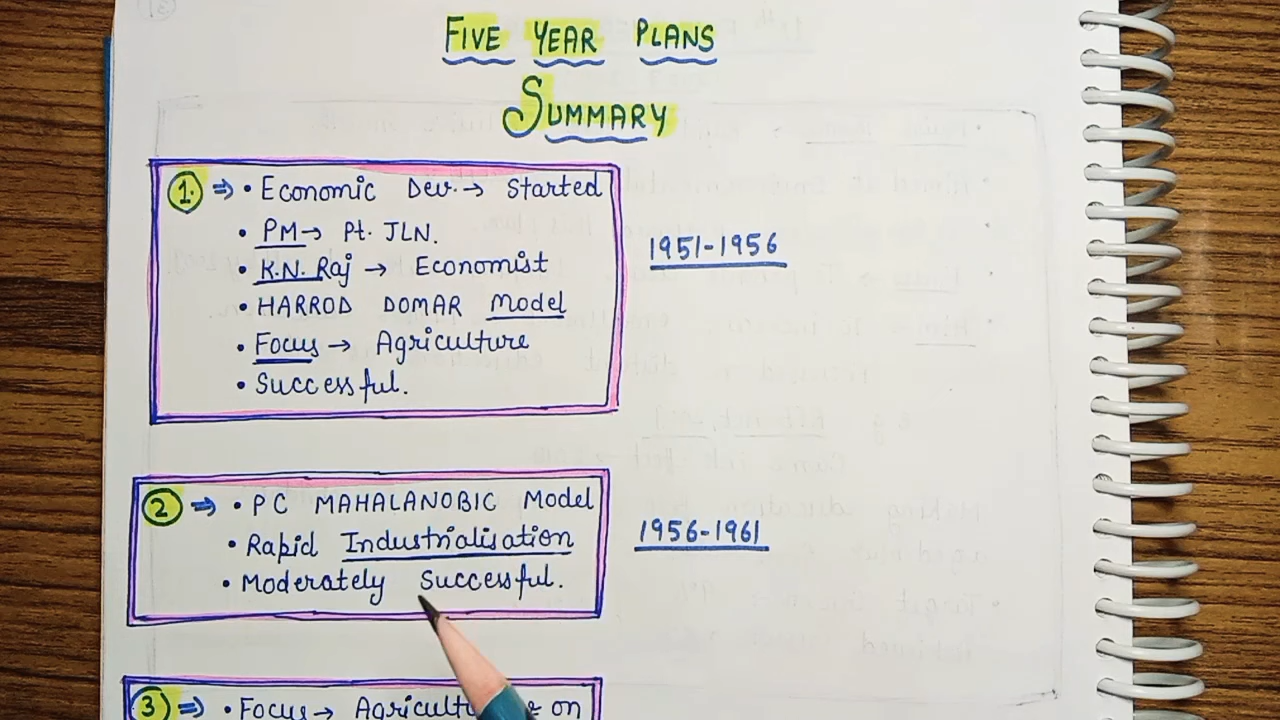 FIVE YEAR PLANS
SUMMARY
1. ⇒ • Economic Dev. → Started
• PM → Pt. JLN.
• K.N. Raj → Economist
• HARROD DOMAR Model
• Focus → Agriculture
• Successful.
1951-1956
2 ⇒ • PC MAHALANOBIC Model
• Rapid Industrialisation
• Moderately Successful.
1956-1961
3 ⇒ • Focus → on